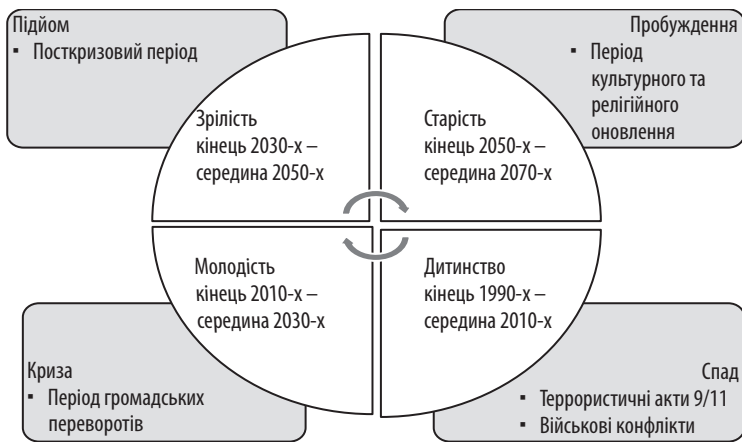 Підйом
▪ Посткризовий період
Пробуждення
▪ Період
культурного та
релігійного
оновлення
Зрілість
кінець 2030-х –
середина 2050-х
Старість
кінець 2050-х –
середина 2070-х
Молодість
кінець 2010-х –
середина 2030-х
Дитинство
кінець 1990-х –
середина 2010-х
Криза
▪ Період громадських
переворотів
Спад
▪ Террористичні акти 9/11
▪ Військові конфлікти